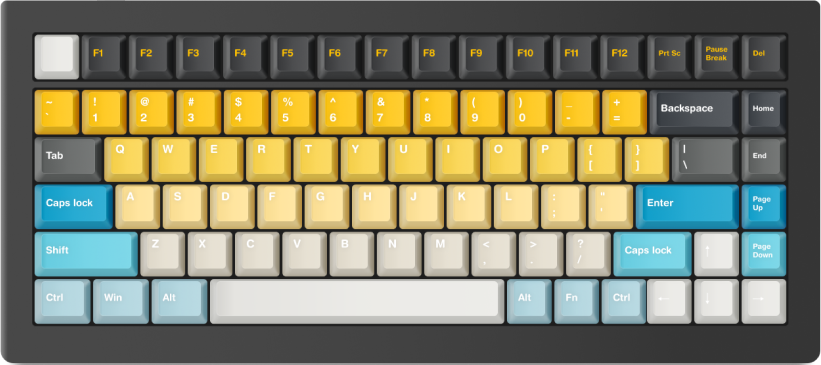 F1 F2 F3 F4 F5 F6 F7 F8 F9 F10 F11 F12 Prt Sc Pause Break Del
~ ! @ # $ % ^ & * ( ) _ + Backspace Home
` 1 2 3 4 5 6 7 8 9 0 - =
Tab Q W E R T Y U I O P { } | End
[ ] \
Caps lock A S D F G H J K L : " Enter Page Up
; '
Shift Z X C V B N M < > ? Caps lock ↑ Page Down
, . /
Ctrl Win Alt Alt Fn Ctrl ← ↓ →